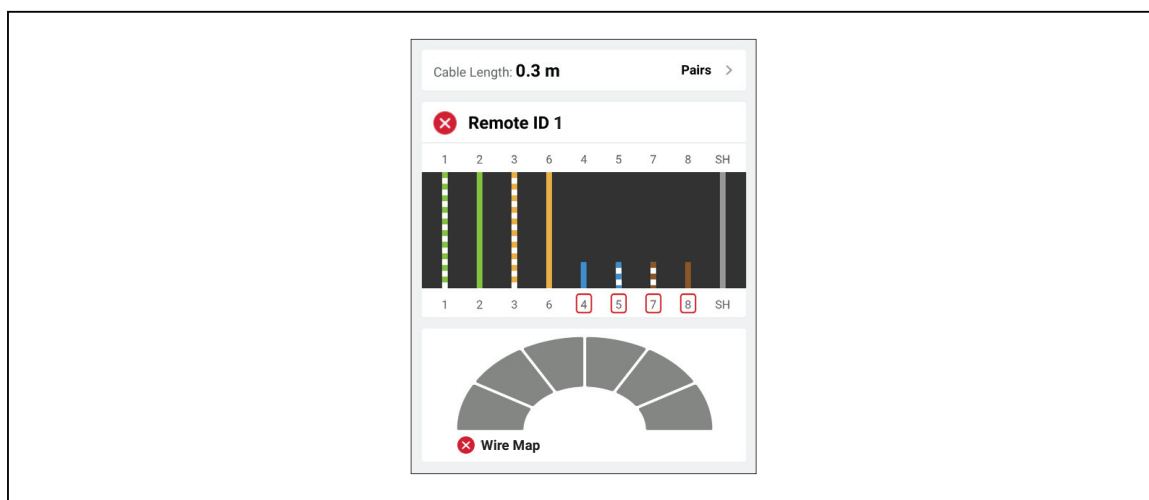 Cable Length: 0.3 m Pairs >
Remote ID 1
1 2 3 6 4 5 7 8 SH
1 2 3 6 4 5 7 8 SH
Wire Map